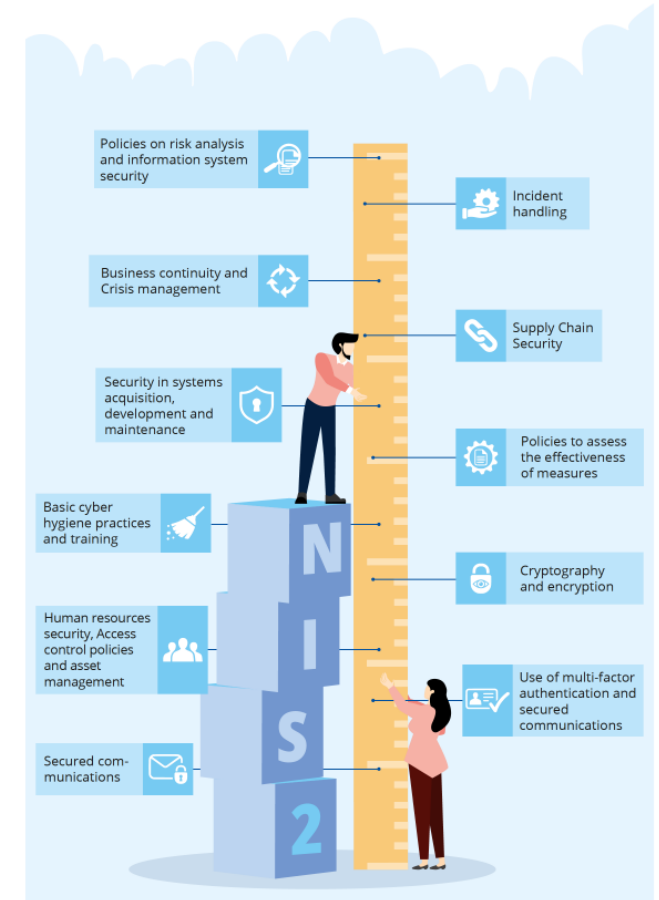 Policies on risk analysis
and information system
security
Incident
handling
Business continuity and
Crisis management
Supply Chain
Security
Security in systems
acquisition,
development and
maintenance
Policies to assess
the effectiveness
of measures
Basic cyber
hygiene practices
and training
Cryptography
and encryption
Human resources
security, Access
control policies
and asset
management
Use of multi-factor
authentication and
secured
communications
Secured com-
munications
N
I
S
2